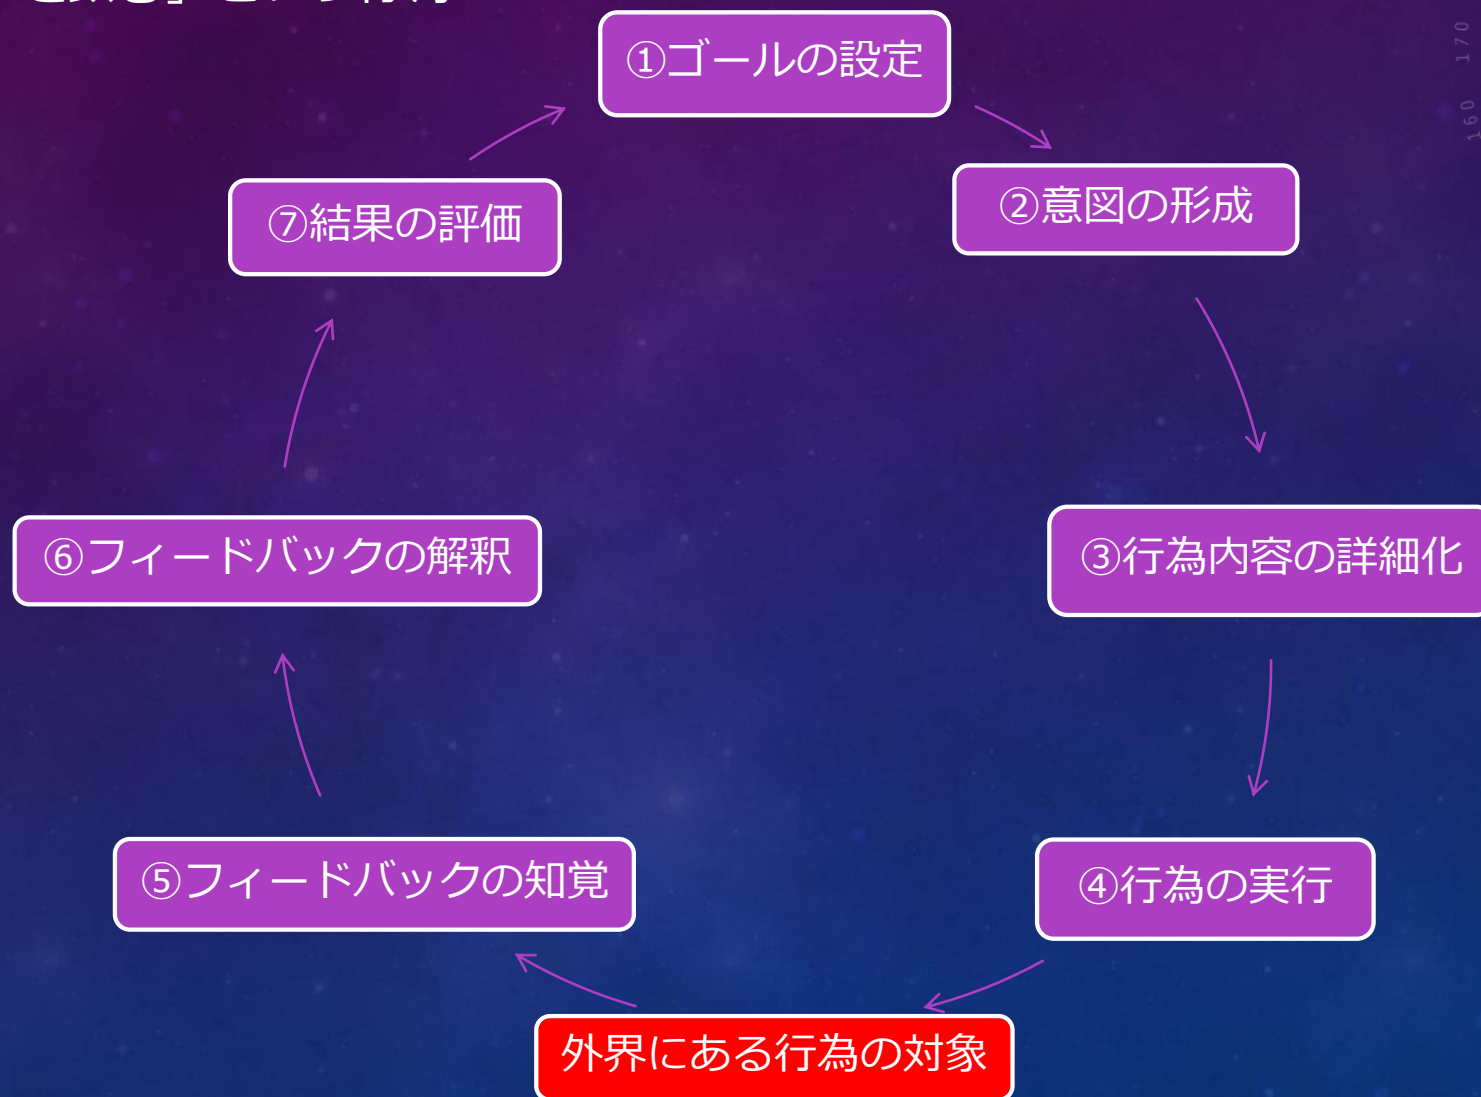 ①ゴールの設定
②意図の形成
③行為内容の詳細化
④行為の実行
外界にある行為の対象
⑤フィードバックの知覚
⑥フィードバックの解釈
⑦結果の評価
160 170